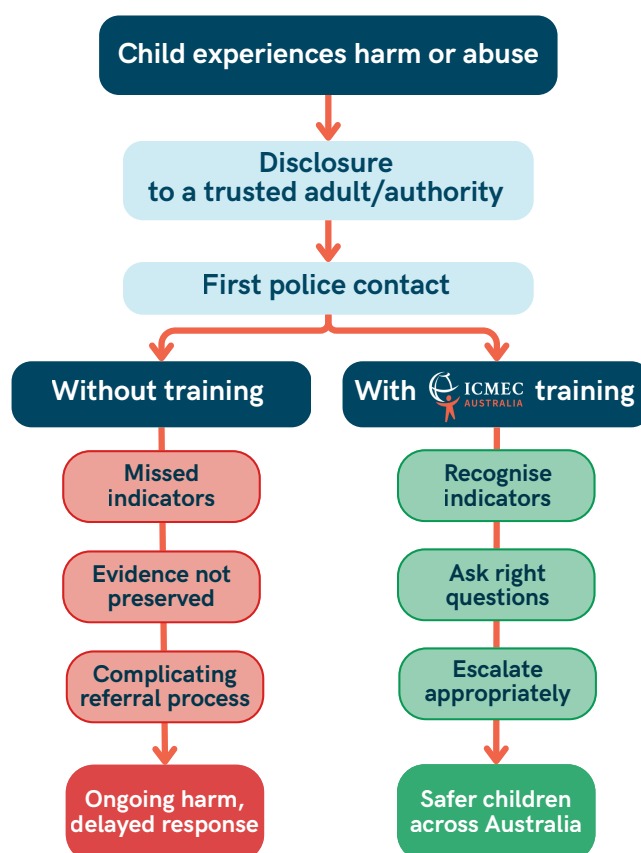 Child experiences harm or abuse
Disclosure
to a trusted adult/authority
First police contact
Without training
Missed
indicators
Evidence not
preserved
Complicating
referral process
Ongoing harm,
delayed response
With ICMEC AUSTRALIA training
Recognise
indicators
Ask right
questions
Escalate
appropriately
Safer children
across Australia